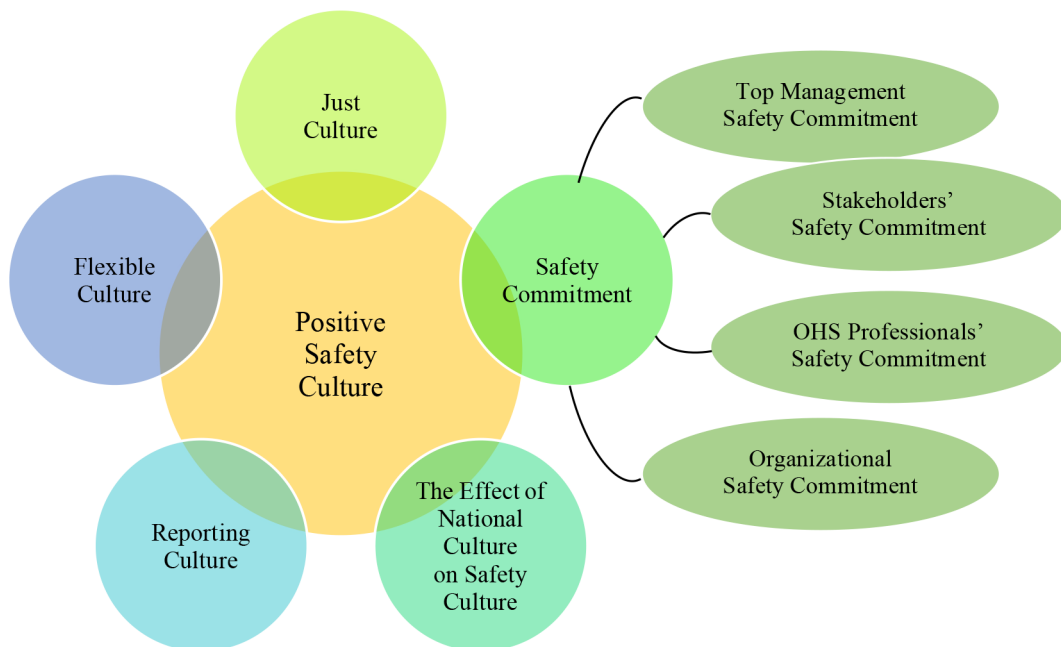 Just
Culture
Top Management
Safety Commitment
Stakeholders’
Safety Commitment
Flexible
Culture
Safety
Commitment
Positive
Safety
Culture
OHS Professionals’
Safety Commitment
Organizational
Safety Commitment
Reporting
Culture
The Effect of
National
Culture
on Safety
Culture